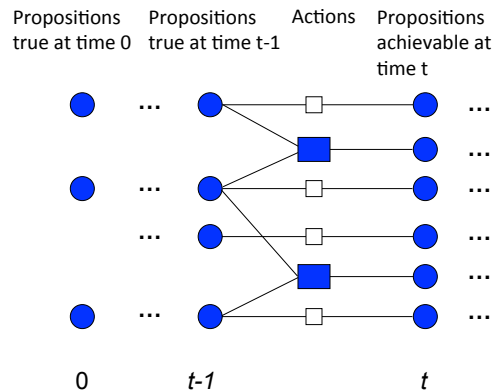 Propositions
true at time 0
Propositions
true at time t-1
Actions
Propositions
achievable at
time t
... ... ...
...
... ...
... ...
...
... ...
0 t-1 t